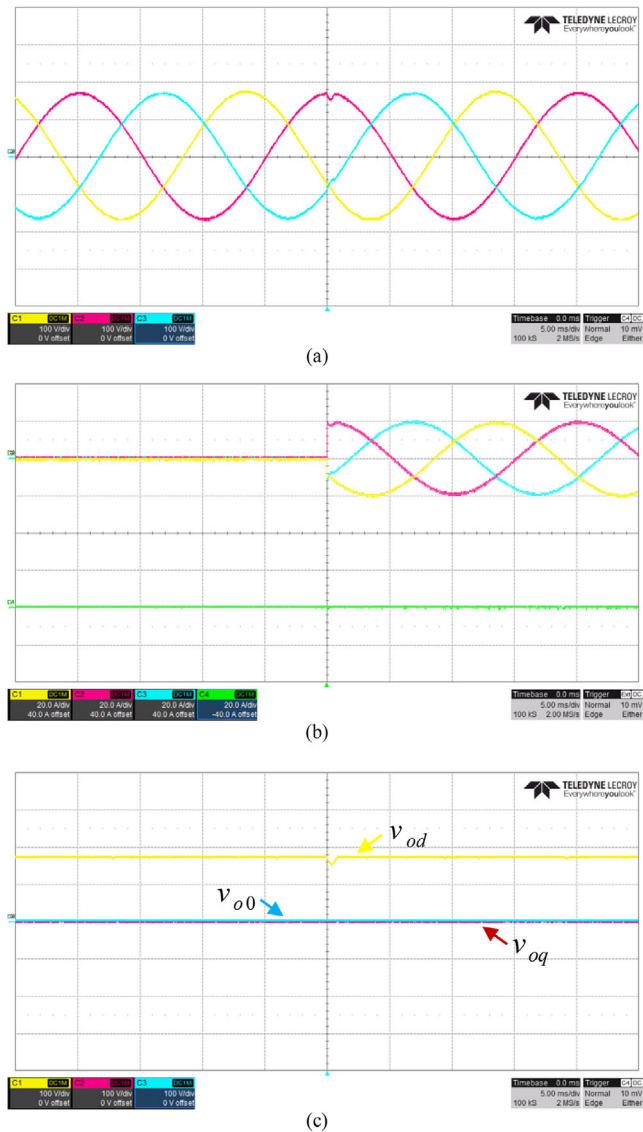 TELEDYNE LECROY
Everywhereyoulook™
C1 DC1M C2 DC1M C3 DC1M
100 V/div 100 V/div 100 V/div
0 V offset 0 V offset 0 V offset
Timebase 0.0 ms Trigger C4 DC
5.00 ms/div Normal 10 mV
100 kS 2 MS/s Edge Either
(a)
TELEDYNE LECROY
Everywhereyoulook™
C1 DC1M C2 DC1M C3 DC1M C4 DC1M
20.0 A/div 20.0 A/div 20.0 A/div 20.0 A/div
40.0 A offset 40.0 A offset 40.0 A offset -40.0 A offset
Timebase 0.0 ms Trigger Ext DC
5.00 ms/div Normal 10 mV
100 kS 2.00 MS/s Edge Either
(b)
TELEDYNE LECROY
Everywhereyoulook™
v_od
v_o0
v_oq
C1 DC1M C2 DC1M C3 DC1M
100 V/div 100 V/div 100 V/div
0 V offset 0 V offset 0 V offset
Timebase 0.0 ms Trigger C4 DC
5.00 ms/div Normal 10 mV
100 kS 2 MS/s Edge Either
(c)